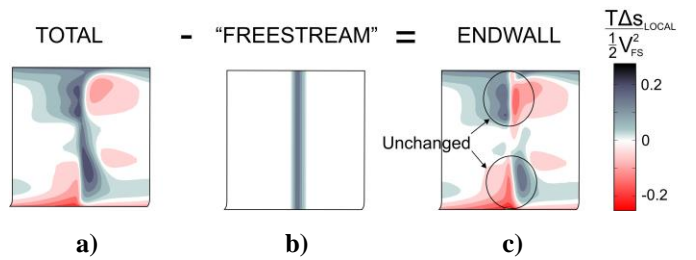 TOTAL - "FREESTREAM" = ENDWALL
TΔs_LOCAL
½V²_FS
0.2
Unchanged
0
-0.2
a) b) c)